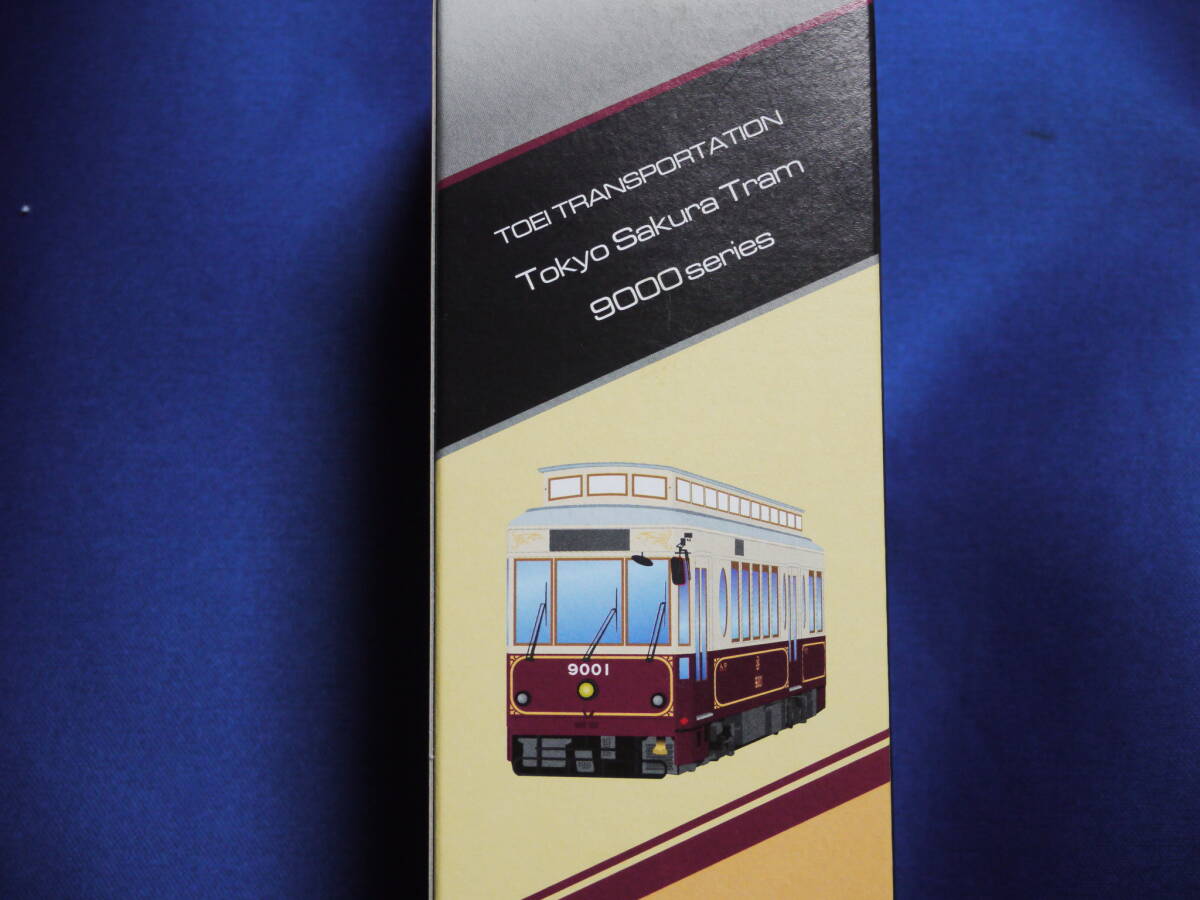 TOEI TRANSPORTATION
Tokyo Sakura Tram
9000 series
9001